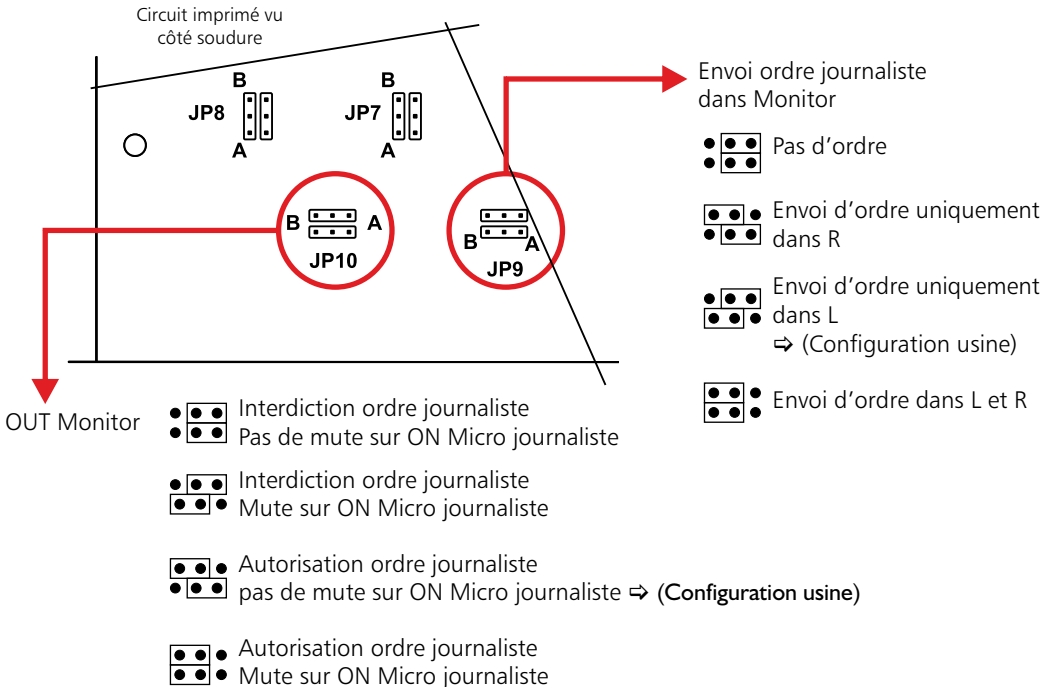 Circuit imprimé vu
côté soudure
B
JP8
A
B
JP7
A
B
A
JP10
B
A
JP9
Envoi ordre journaliste
dans Monitor
Pas d'ordre
Envoi d'ordre uniquement
dans R
Envoi d'ordre uniquement
dans L
⇨ (Configuration usine)
Envoi d'ordre dans L et R
OUT Monitor
Interdiction ordre journaliste
Pas de mute sur ON Micro journaliste
Interdiction ordre journaliste
Mute sur ON Micro journaliste
Autorisation ordre journaliste
pas de mute sur ON Micro journaliste ⇨ (Configuration usine)
Autorisation ordre journaliste
Mute sur ON Micro journaliste